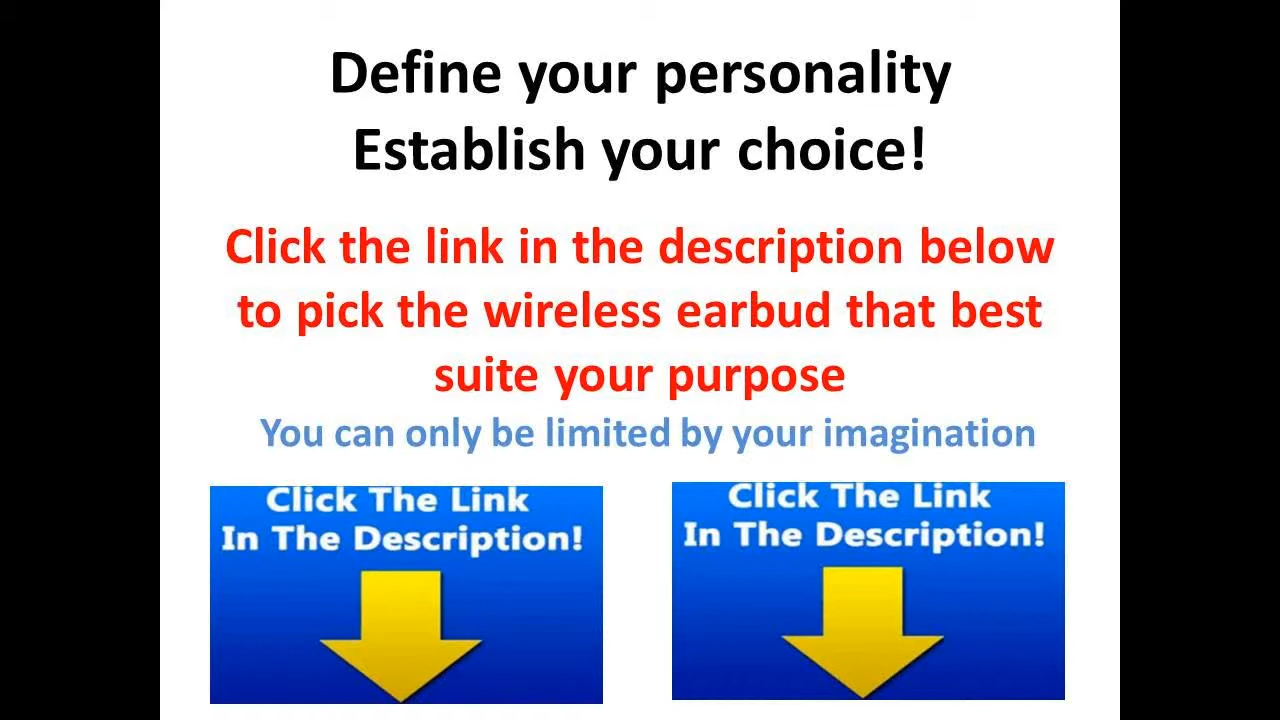 Define your personality
Establish your choice!
Click the link in the description below
to pick the wireless earbud that best
suite your purpose
You can only be limited by your imagination
Click The Link
In The Description!
Click The Link
In The Description!